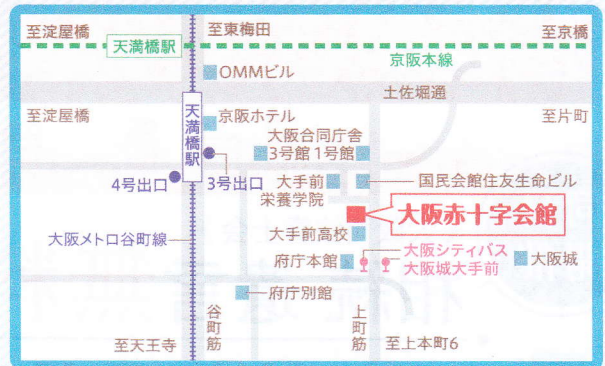 至淀屋橋
至東梅田
至京橋
天満橋駅
京阪本線
OMMビル
土佐堀通
至淀屋橋
天満橋駅
京阪ホテル
至片町
大阪合同庁舎
3号館 1号館
4号出口
3号出口
大手前
栄養学院
国民会館住友生命ビル
大阪赤十字会館
大手前高校
大阪メトロ谷町線
大阪シティバス
大阪城大手前
府庁本館
大阪城
府庁別館
谷町筋
上町筋
至天王寺
至上本町6